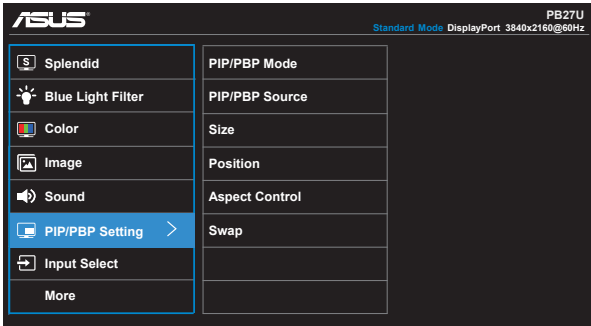 ASUS
PB27U
Standard Mode DisplayPort 3840x2160@60Hz
S Splendid
Blue Light Filter
Color
Image
Sound
PIP/PBP Setting
Input Select
More
PIP/PBP Mode
PIP/PBP Source
Size
Position
Aspect Control
Swap